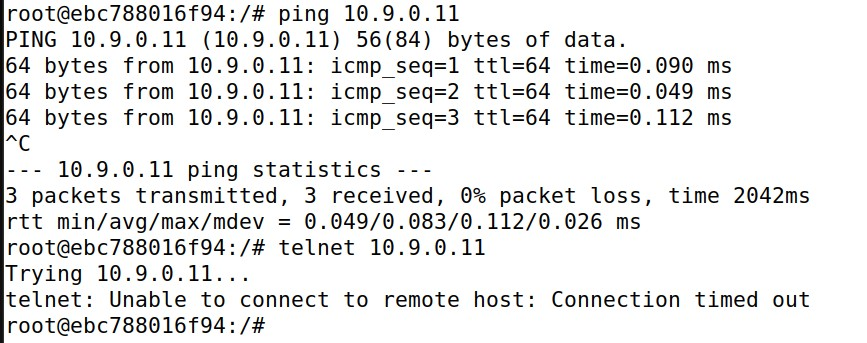 root@ebc788016f94:/# ping 10.9.0.11
PING 10.9.0.11 (10.9.0.11) 56(84) bytes of data.
64 bytes from 10.9.0.11: icmp_seq=1 ttl=64 time=0.090 ms
64 bytes from 10.9.0.11: icmp_seq=2 ttl=64 time=0.049 ms
64 bytes from 10.9.0.11: icmp_seq=3 ttl=64 time=0.112 ms
^C
--- 10.9.0.11 ping statistics ---
3 packets transmitted, 3 received, 0% packet loss, time 2042ms
rtt min/avg/max/mdev = 0.049/0.083/0.112/0.026 ms
root@ebc788016f94:/# telnet 10.9.0.11
Trying 10.9.0.11...
telnet: Unable to connect to remote host: Connection timed out
root@ebc788016f94:/#